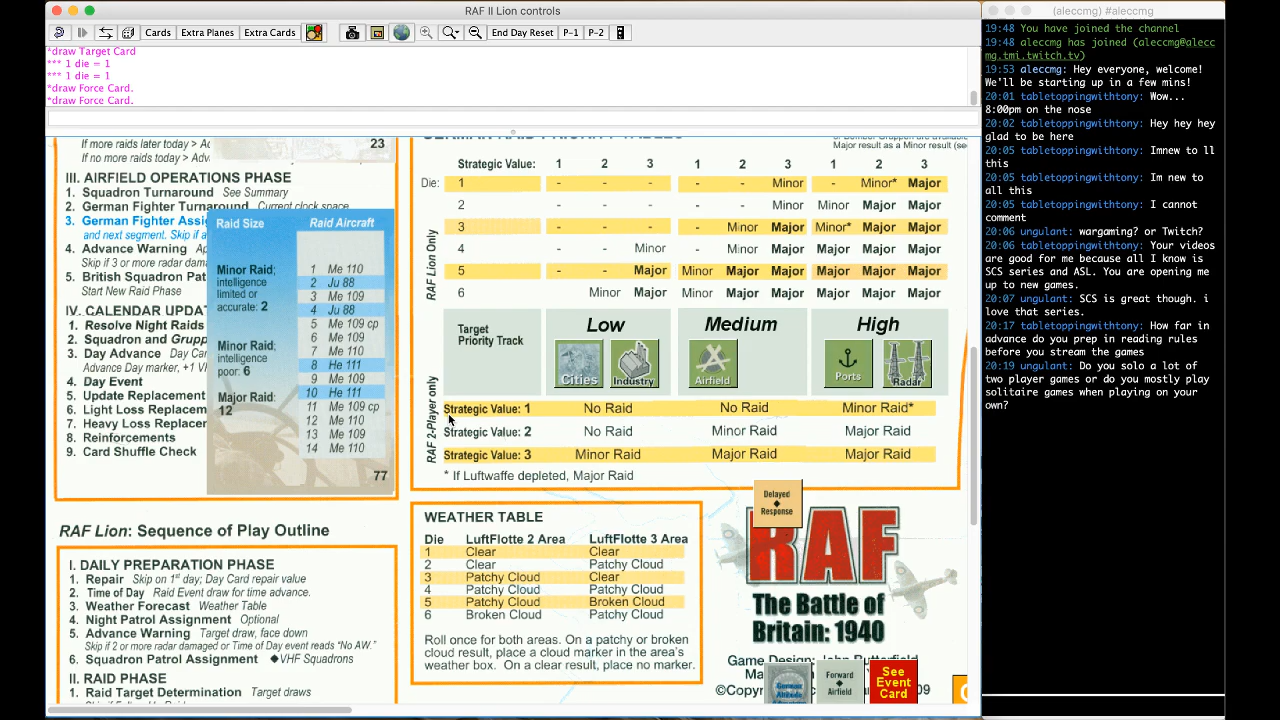 RAF II Lion controls
Cards
Extra Planes
Extra Cards
End Day Reset
P-1
P-2
*draw Target Card
*** 1 die = 1
*** 1 die = 1
*draw Force Card.
*draw Force Card.
If more raids later today >
If no more raids today >
23
III. AIRFIELD OPERATIONS PHASE
1. Squadron Turnaround See Summary
2. German Fighter Turnaround Current clock space
3. German Fighter
and next segment. Skip if
4. Advance Warning
Skip if 3 or more radar
5. British Squadron
Start New Raid Phase
IV. CALENDAR
1. Resolve Night Raids
2. Squadron and
3. Day Advance
Advance Day marker, +1
4. Day Event
5. Update Replacement
6. Light Loss
7. Heavy Loss
8. Reinforcements
9. Card Shuffle Check
Raid Size
Raid Aircraft
Minor Raid;
intelligence
limited or
accurate: 2
Minor Raid;
intelligence
poor: 6
Major Raid:
12
1 Me 110
2 Ju 88
3 Me 109
4 Ju 88
5 Me 109 cp
6 Me 109
7 Me 110
8 He 111
9 Me 109
10 He 111
11 Me 109 cp
12 Me 110
13 Me 109
14 Me 110
77
Major result as a Minor result
Strategic Value: 1 2 3 1 2 3 1 2 3
Die: 1 - - - - - Minor - Minor* Major
2 - - - - - Minor Minor Major Major
3 - - - - Minor Major Minor* Major Major
4 - - Minor - Minor Major Major Major Major
5 - - Major Minor Major Major Major Major Major
6 Minor Major Minor Major Major Major Major Major
RAF Lion Only
Target
Priority Track
Low
Medium
High
Cities
Industry
Airfield
Ports
Radar
RAF 2-Player only
Strategic Value: 1 No Raid No Raid Minor Raid*
Strategic Value: 2 No Raid Minor Raid Major Raid
Strategic Value: 3 Minor Raid Major Raid Major Raid
* If Luftwaffe depleted, Major Raid
RAF Lion: Sequence of Play Outline
I. DAILY PREPARATION PHASE
1. Repair Skip on 1st day; Day Card repair value
2. Time of Day Raid Event draw for time advance.
3. Weather Forecast Weather Table
4. Night Patrol Assignment Optional
5. Advance Warning Target draw, face down
Skip if 2 or more radar damaged or Time of Day event reads "No AW."
6. Squadron Patrol Assignment ◆VHF Squadrons
II. RAID PHASE
1. Raid Target Determination Target draws
WEATHER TABLE
Die LuftFlotte 2 Area LuftFlotte 3 Area
1 Clear Clear
2 Clear Patchy Cloud
3 Patchy Cloud Clear
4 Patchy Cloud Patchy Cloud
5 Patchy Cloud Broken Cloud
6 Broken Cloud Patchy Cloud
Roll once for both areas. On a patchy or broken
cloud result, place a cloud marker in the area's
weather box. On a clear result, place no marker.
Delayed
◆
Response
RAF
The Battle of
Britain: 1940
Game Design: John Butterfield
©
09
German
Forward
◆
Airfield
See
Event
Card
(aleccmg) #aleccmg
19:48 You have joined the channel
19:48 aleccmg has joined (aleccmg@alecc
mg.tmi.twitch.tv)
19:53 aleccmg: Hey everyone, welcome!
We'll be starting up in a few mins!
20:01 tabletoppingwithtony: Wow...
8:00pm on the nose
20:02 tabletoppingwithtony: Hey hey hey
glad to be here
20:05 tabletoppingwithtony: Imnew to ll
this
20:05 tabletoppingwithtony: Im new to
all this
20:05 tabletoppingwithtony: I cannot
comment
20:06 ungulant: wargaming? or Twitch?
20:06 tabletoppingwithtony: Your videos
are good for me because all I know is
SCS series and ASL. You are opening me
up to new games.
20:07 ungulant: SCS is great though. i
love that series.
20:17 tabletoppingwithtony: How far in
advance do you prep in reading rules
before you stream the games
20:19 ungulant: Do you solo a lot of
two player games or do you mostly play
solitaire games when playing on your
own?